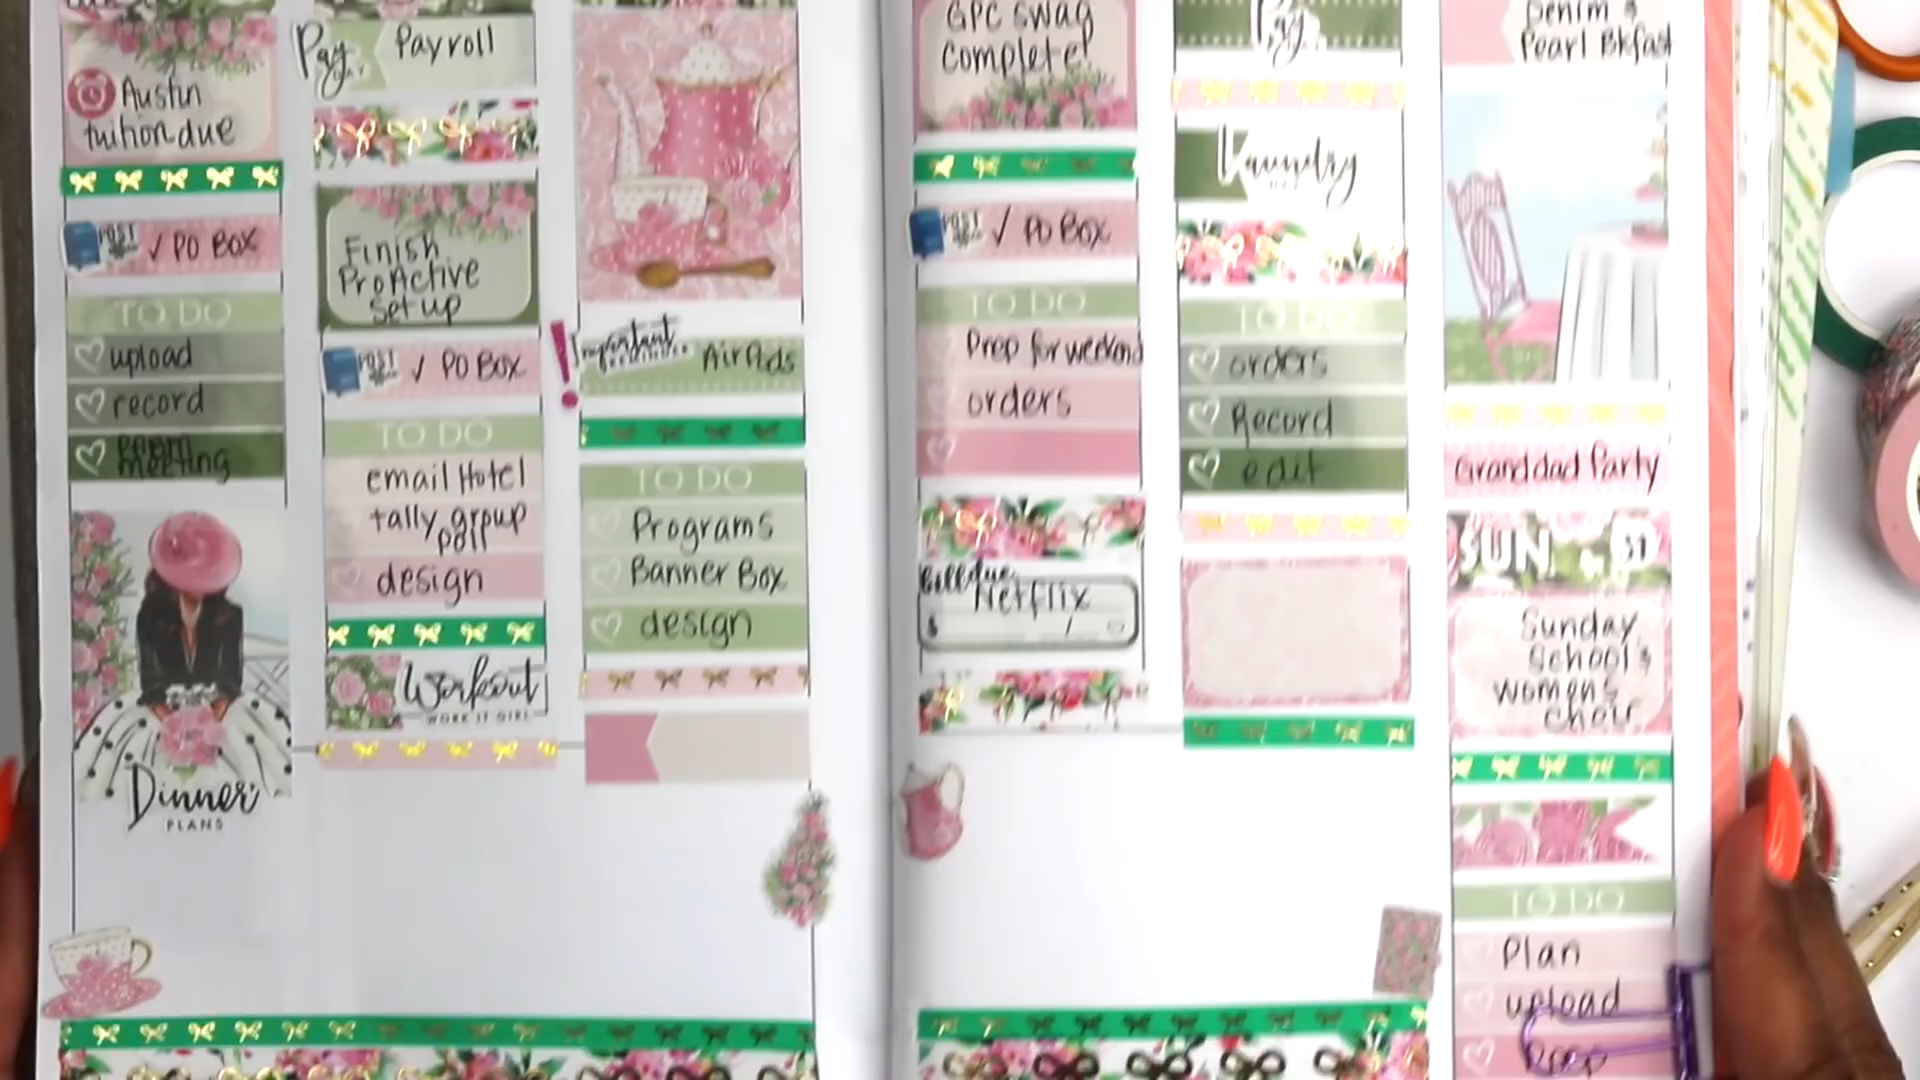 Austin
tuition due
POST
✓ PO BOX
TO DO
upload
record
meeting
Dinner
PLANS
Pay
Payroll
Finish
ProActive
Setup
POST
✓ PO BOX
TO DO
email Hotel
tally group
poll
design
Workout
WORK IT GIRL
Important
AirPods
TO DO
Programs
Banner Box
design
GPC swag
Complete!
POST
✓ PO BOX
TO DO
Prep for weekend
orders
Bill due
Netflix
$
Pay
Laundry
TO DO
orders
Record
edit
Denim &
Pearl Bkfast
Granddad Party
SUN
31
Sunday
School &
womens
choir
TO DO
Plan
upload
Prep